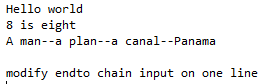 Hello world
8 is eight
A man--a plan--a canal--Panama
modify endto chain input on one line